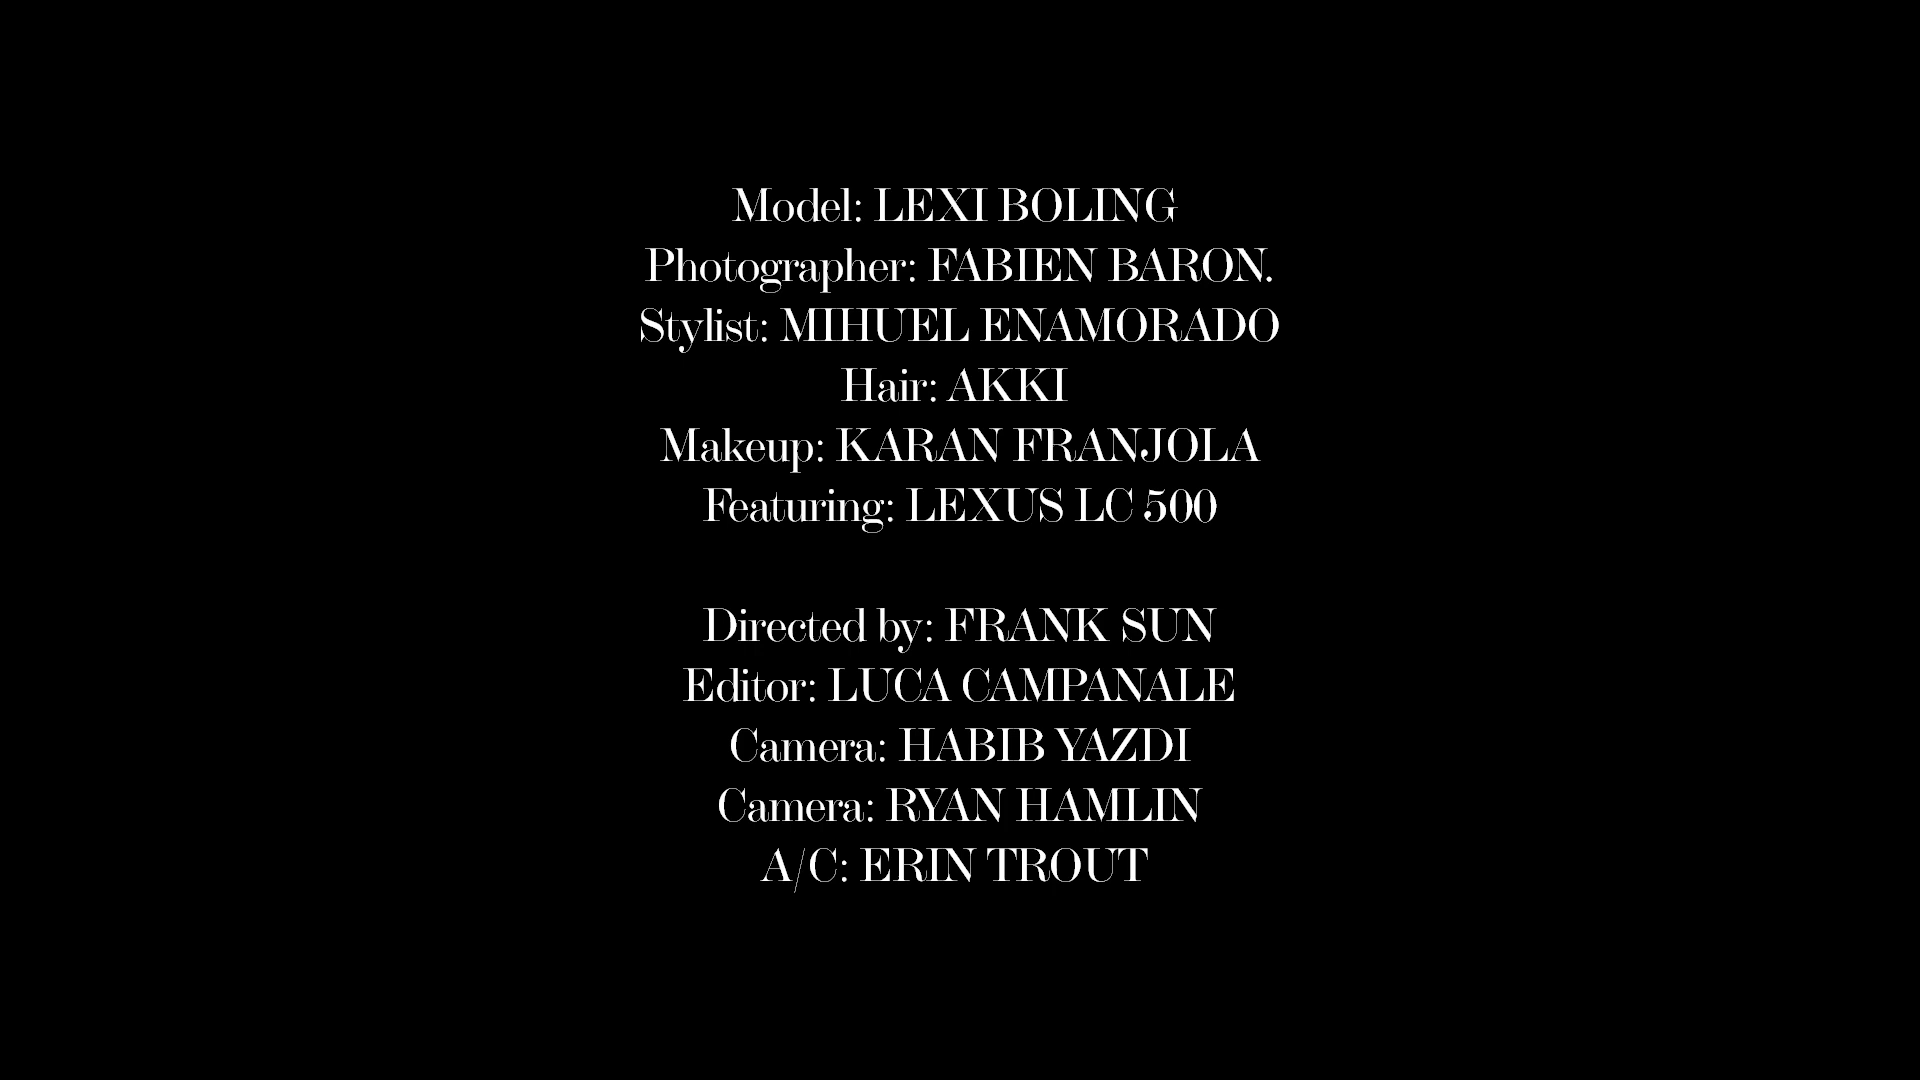 Model: LEXI BOLING
Photographer: FABIEN BARON.
Stylist: MIHUEL ENAMORADO
Hair: AKKI
Makeup: KARAN FRANJOLA
Featuring: LEXUS LC 500
Directed by: FRANK SUN
Editor: LUCA CAMPANALE
Camera: HABIB YAZDI
Camera: RYAN HAMLIN
A/C: ERIN TROUT